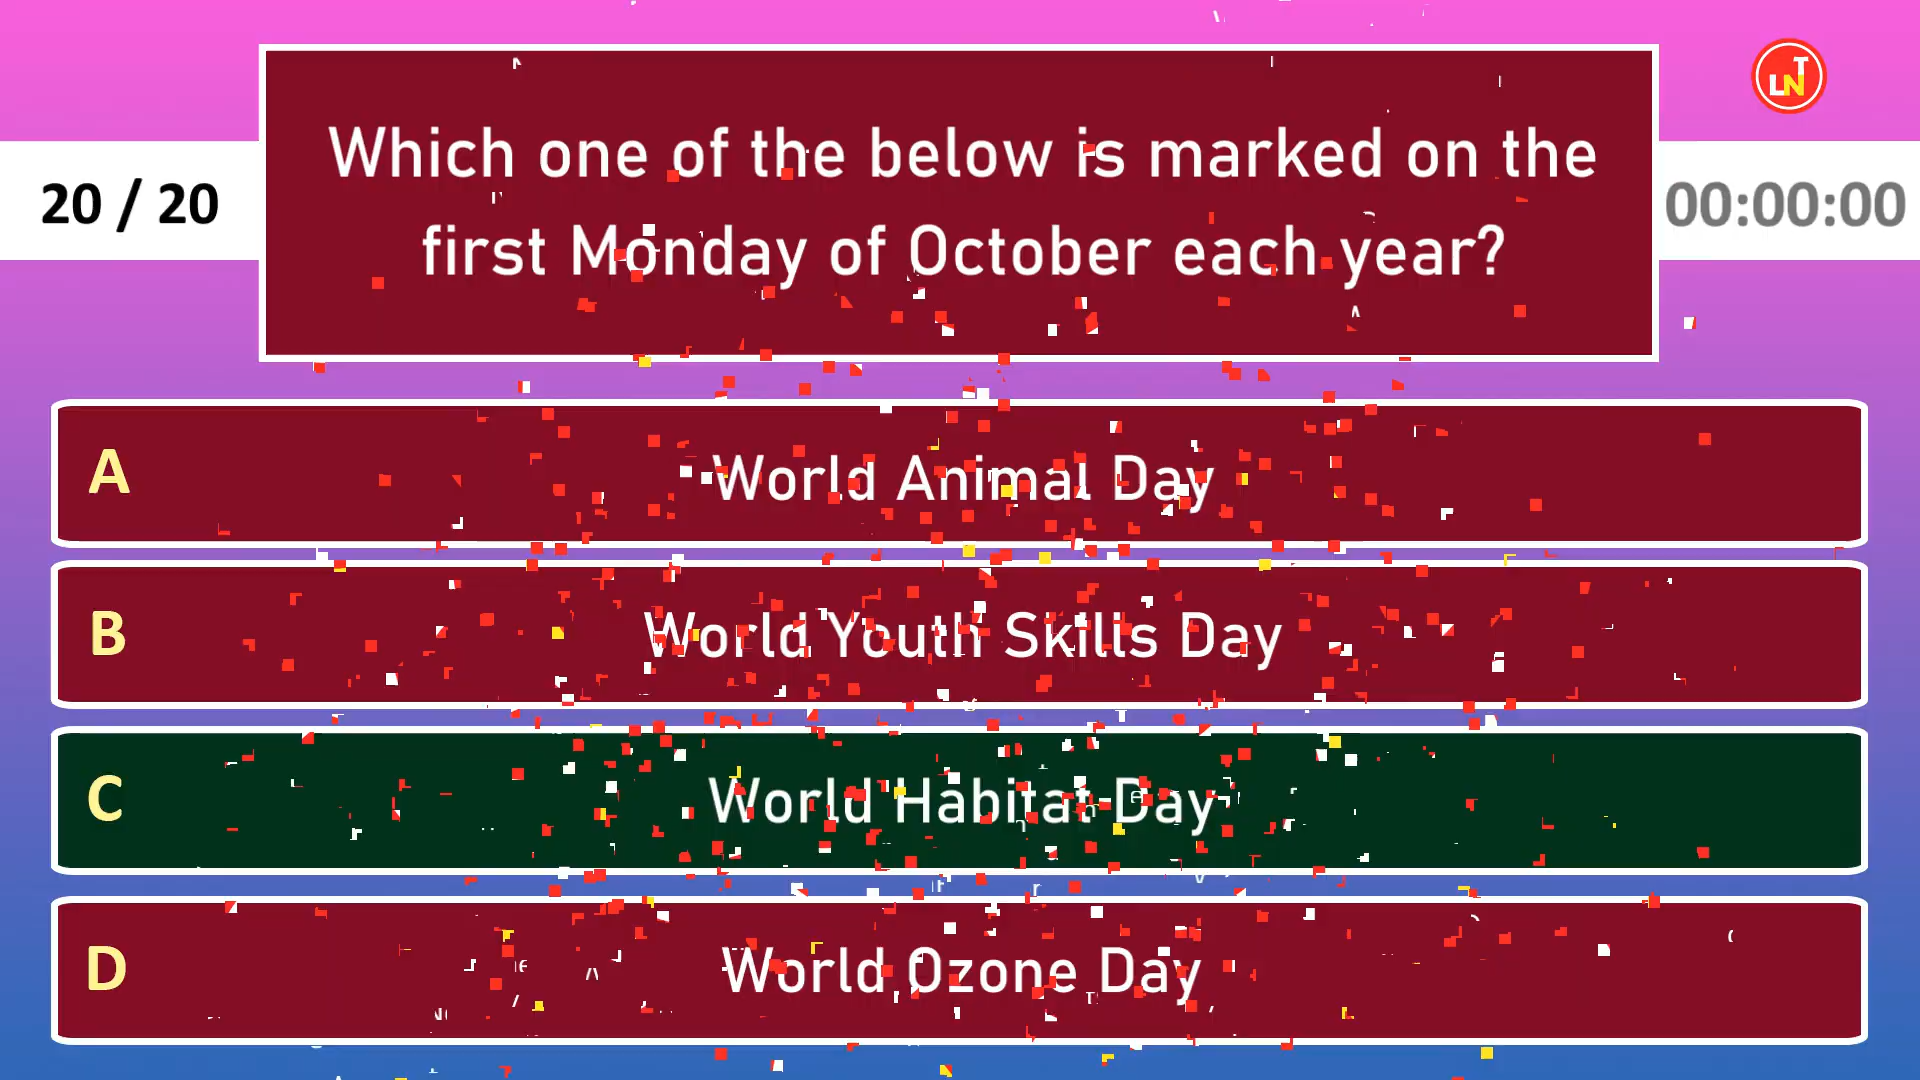 LNT
20 / 20
Which one of the below is marked on the
first Monday of October each year?
00:00:00
A World Animal Day
B World Youth Skills Day
C World Habitat Day
D World Ozone Day